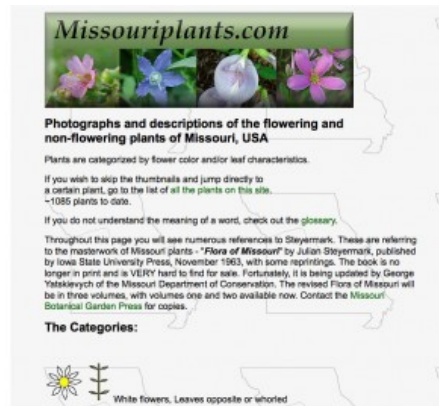 Missouriplants.com
Photographs and descriptions of the flowering and
non-flowering plants of Missouri, USA
Plants are categorized by flower color and/or leaf characteristics.
If you wish to skip the thumbnails and jump directly to
a certain plant, go to the list of all the plants on this site.
~1085 plants to date.
If you do not understand the meaning of a word, check out the glossary.
Throughout this page you will see numerous references to Steyermark. These are referring
to the masterwork of Missouri plants - "Flora of Missouri" by Julian Steyermark, published
by Iowa State University Press, November 1963, with some reprintings. The book is no
longer in print and is VERY hard to find for sale. Fortunately, it is being updated by George
Yatskievych of the Missouri Department of Conservation. The revised Flora of Missouri will
be in three volumes, with volumes one and two available now. Contact the Missouri
Botanical Garden Press for copies.
The Categories:
White flowers, Leaves opposite or whorled